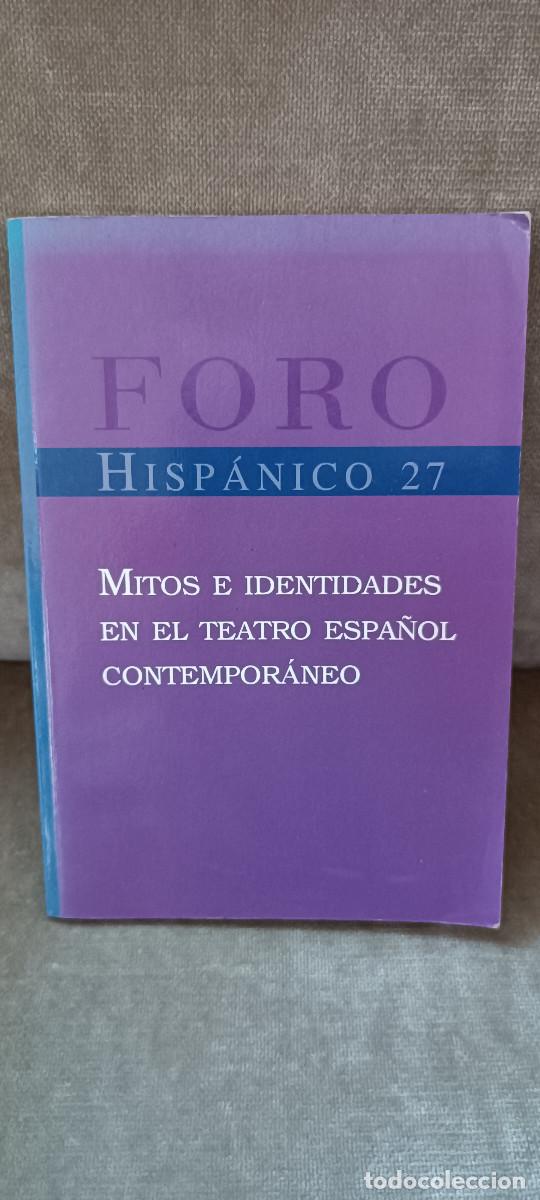 FORO
HISPÁNICO 27
MITOS E IDENTIDADES
EN EL TEATRO ESPAÑOL
CONTEMPORÁNEO
todocoleccion